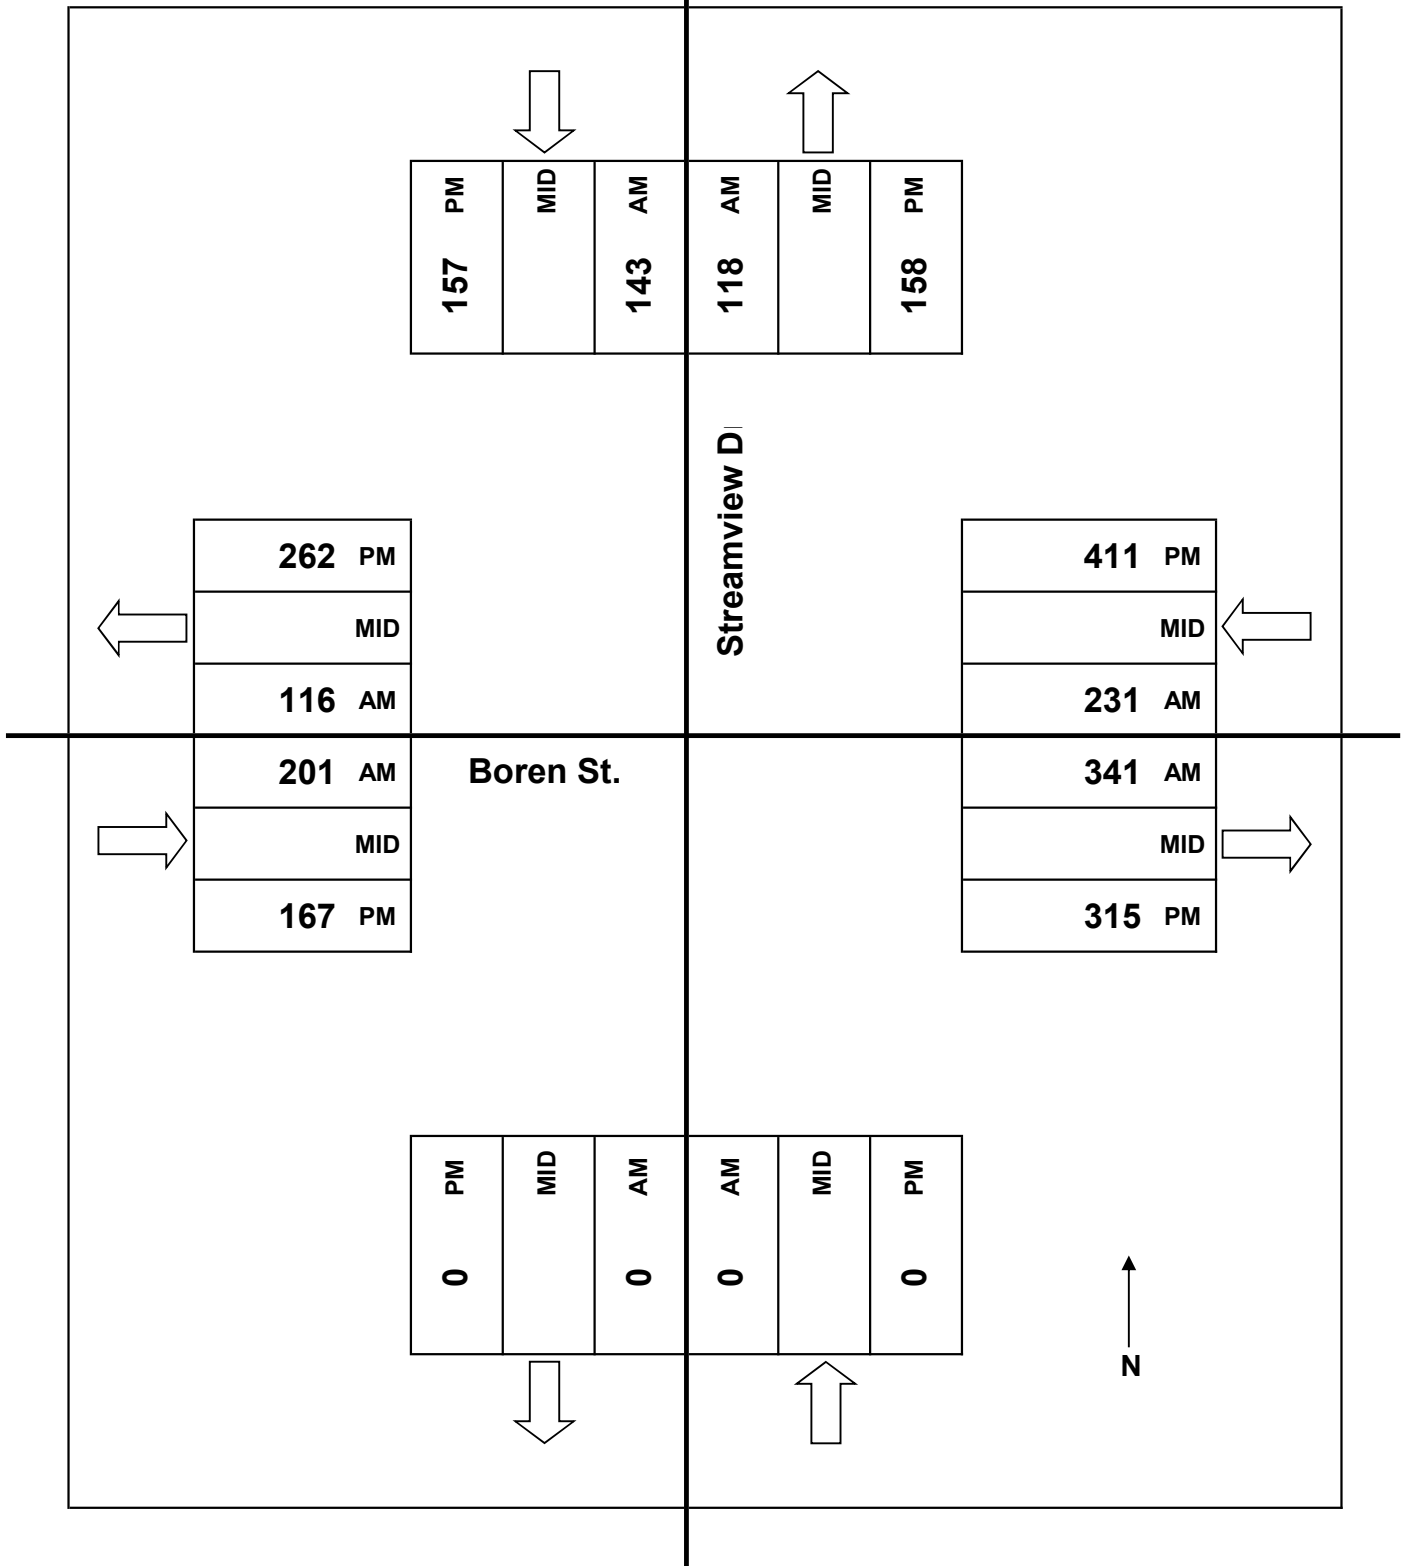 PM MID AM AM MID PM
157 143 118 158
Streamview D
262 PM
MID
116 AM
411 PM
MID
231 AM
Boren St.
201 AM
MID
167 PM
341 AM
MID
315 PM
PM MID AM AM MID PM
0 0 0 0
N